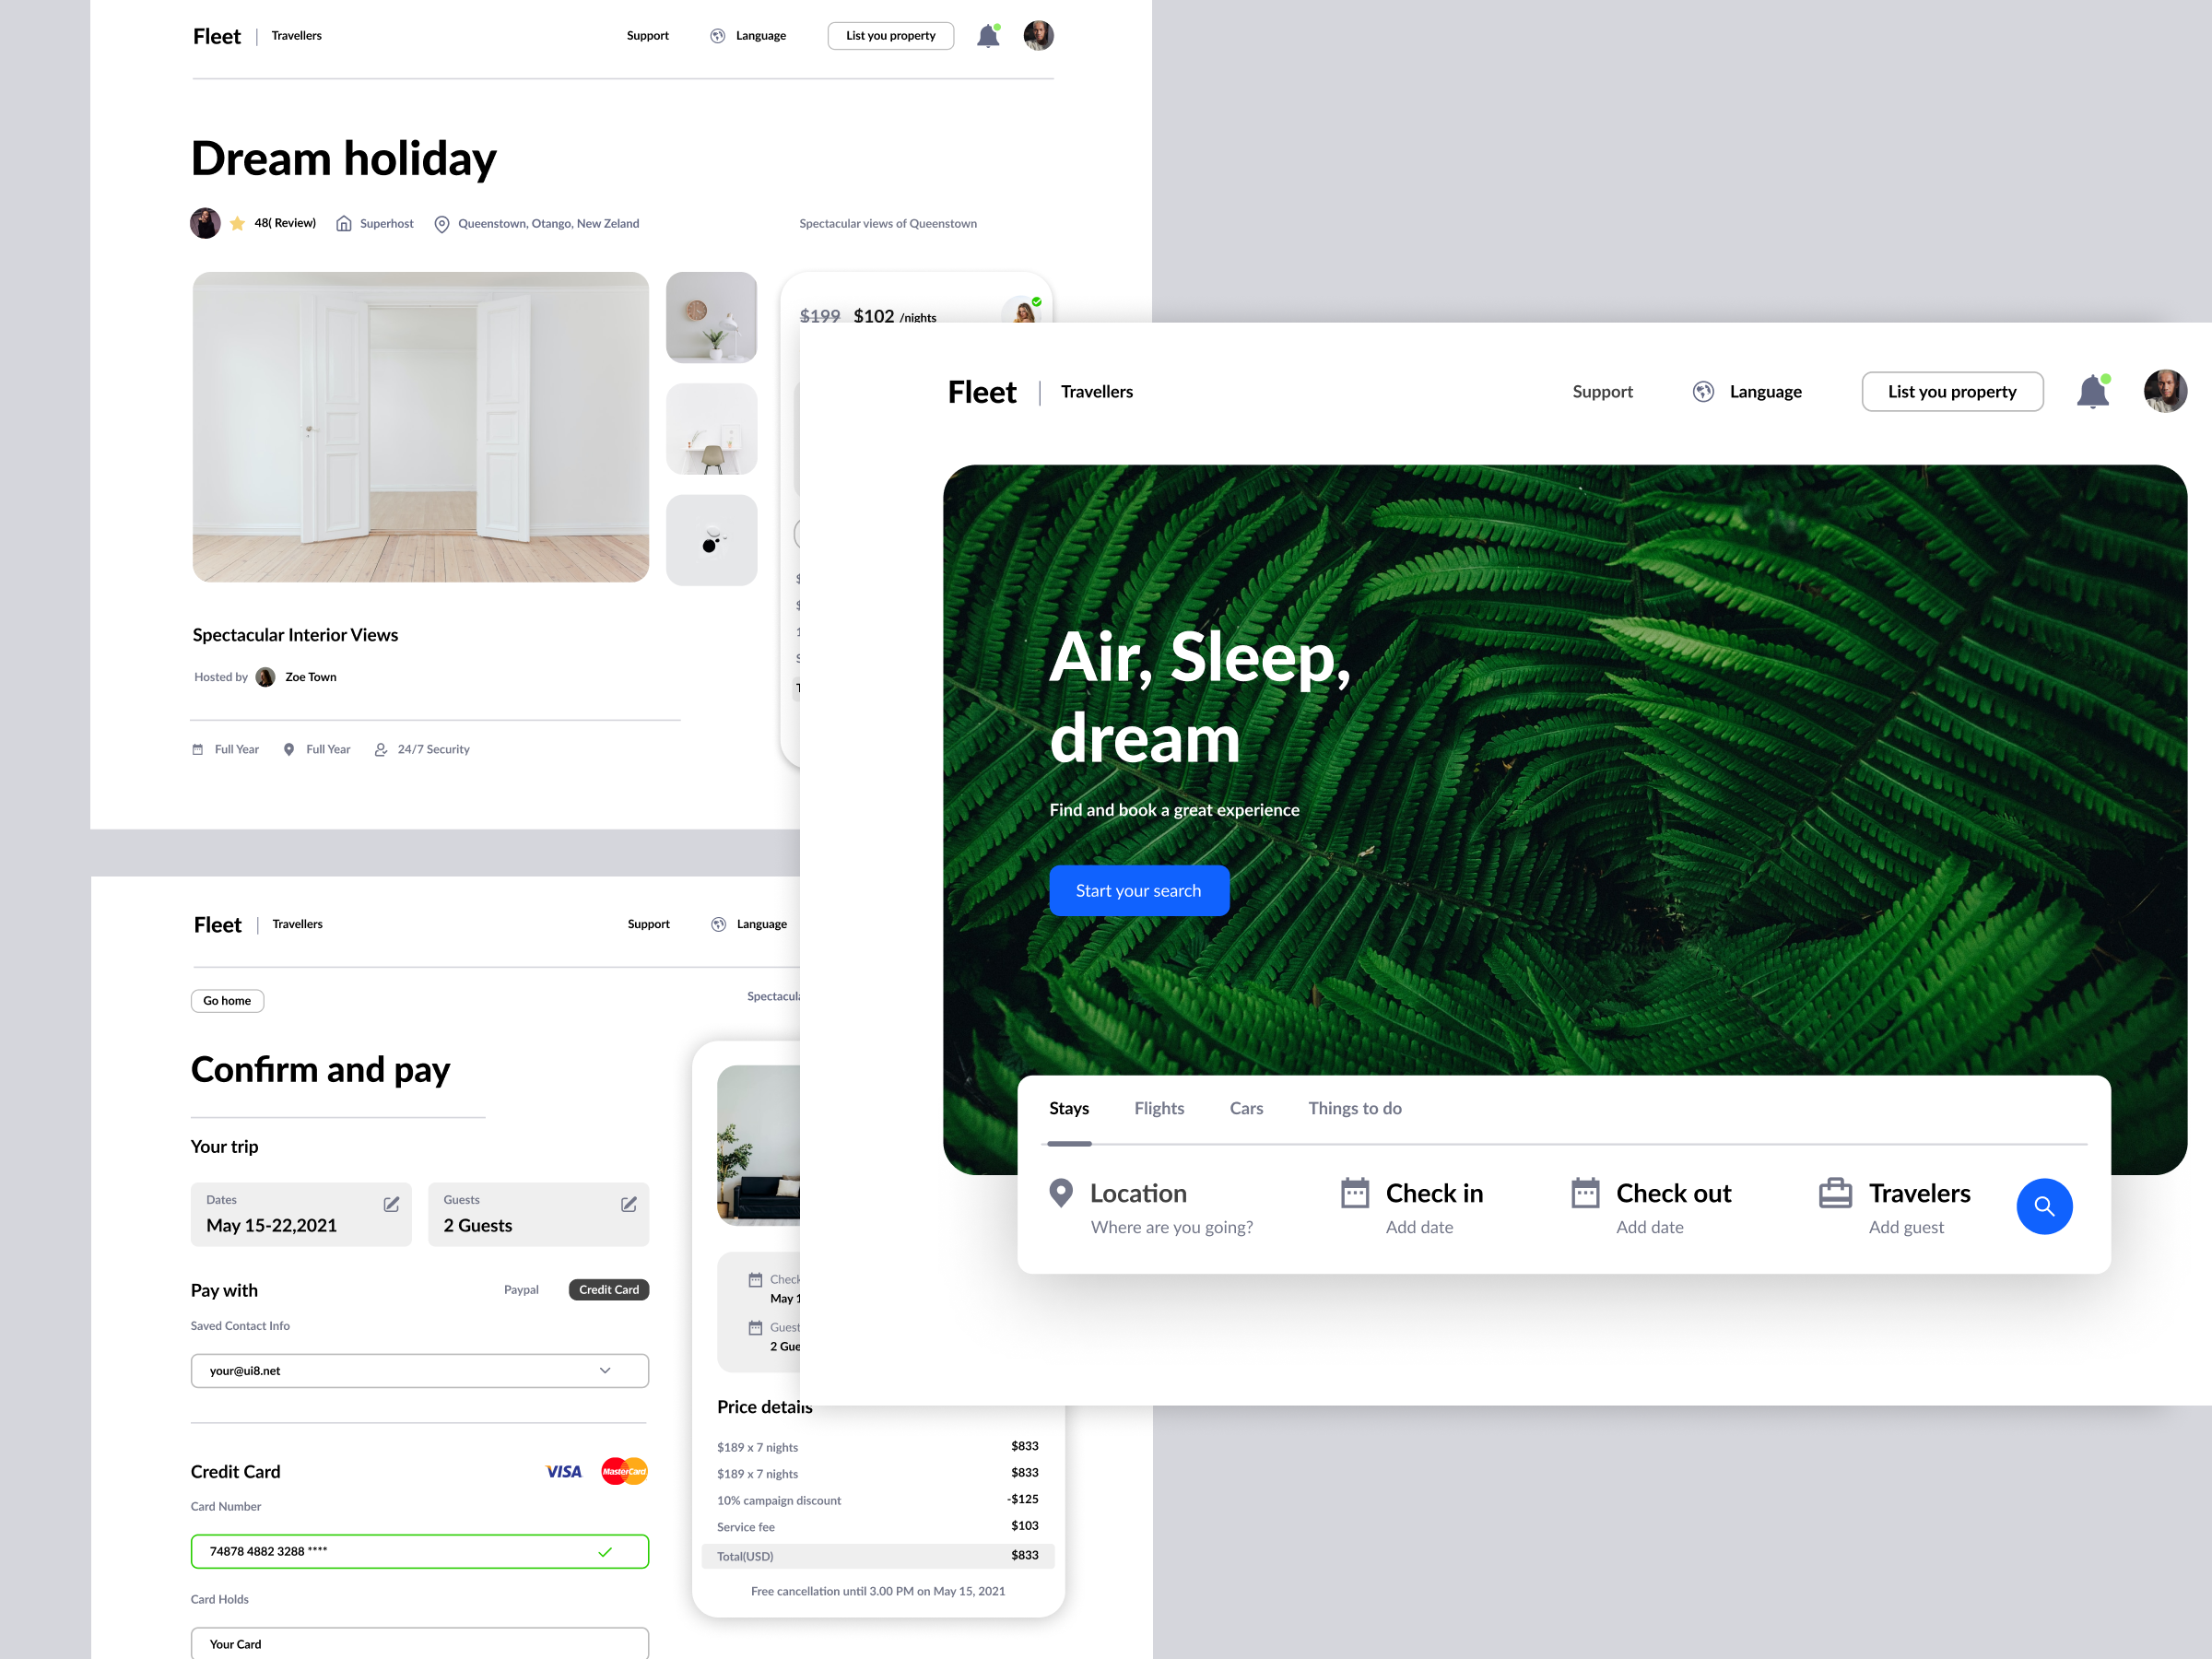 Fleet
Travellers
Support
Language
List you property
Dream holiday
48( Review)
Superhost
Queenstown, Otango, New Zeland
Spectacular views of Queenstown
$199 $102 /nights
Spectacular Interior Views
Hosted by Zoe Town
Full Year
Full Year
24/7 Security
Fleet
Travellers
Support
Language
List you property
Air, Sleep,
dream
Find and book a great experience
Start your search
Stays
Flights
Cars
Things to do
Location
Where are you going?
Check in
Add date
Check out
Add date
Travelers
Add guest
Fleet
Travellers
Support
Language
Go home
Confirm and pay
Your trip
Dates
May 15-22,2021
Guests
2 Guests
Pay with
Paypal
Credit Card
Saved Contact Info
your@ui8.net
Credit Card
VISA
MasterCard
Card Number
74878 4882 3288 ****
Card Holds
Your Card
Check
May 1
Guest
2 Gue
Price details
$189 x 7 nights $833
$189 x 7 nights $833
10% campaign discount -$125
Service fee $103
Total(USD) $833
Free cancellation until 3.00 PM on May 15, 2021